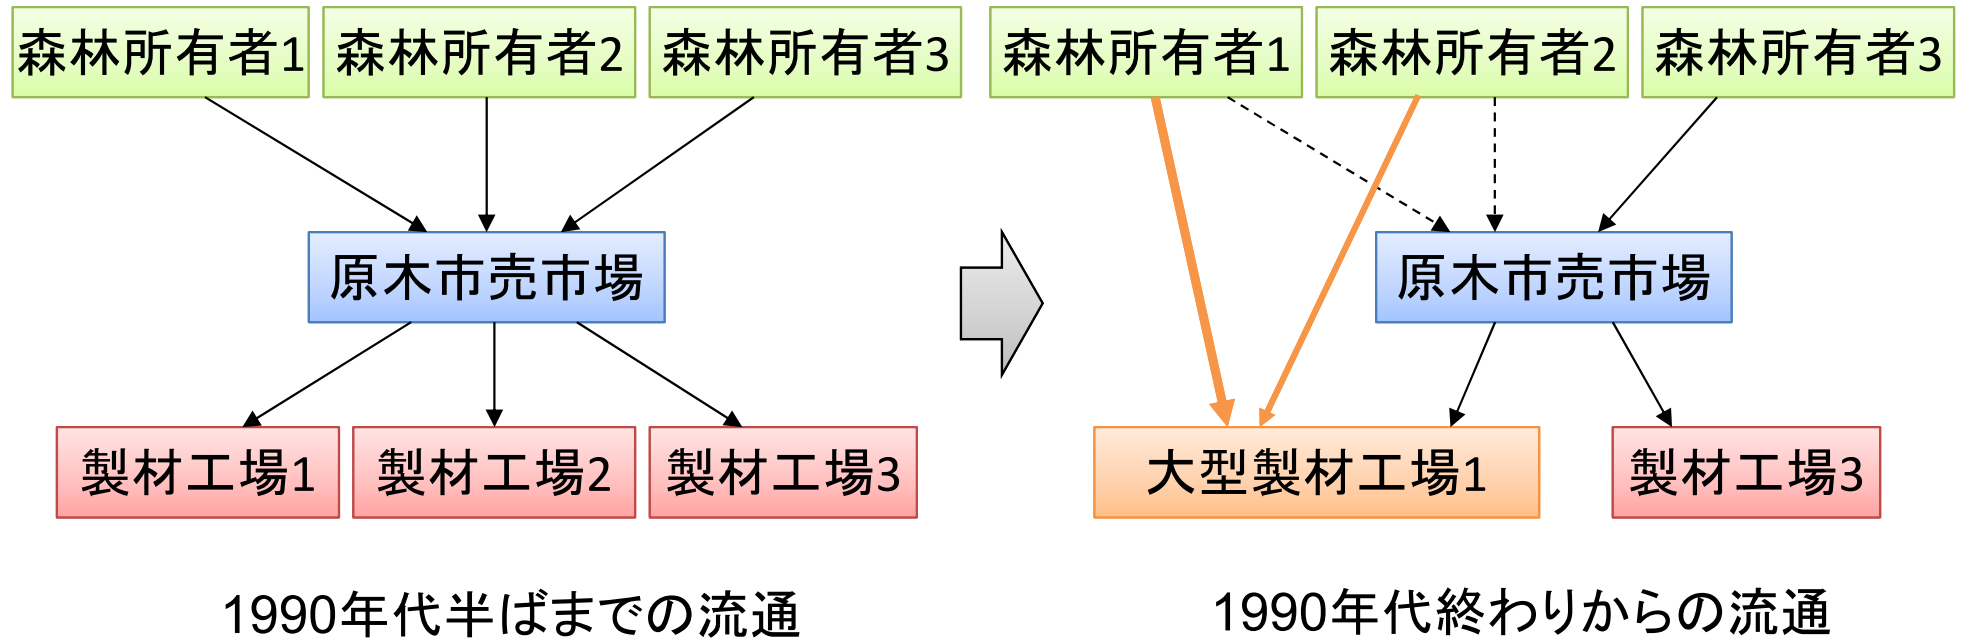 森林所有者1
森林所有者2
森林所有者3
原木市売市場
製材工場1
製材工場2
製材工場3
1990年代半ばまでの流通
森林所有者1
森林所有者2
森林所有者3
原木市売市場
大型製材工場1
製材工場3
1990年代終わりからの流通